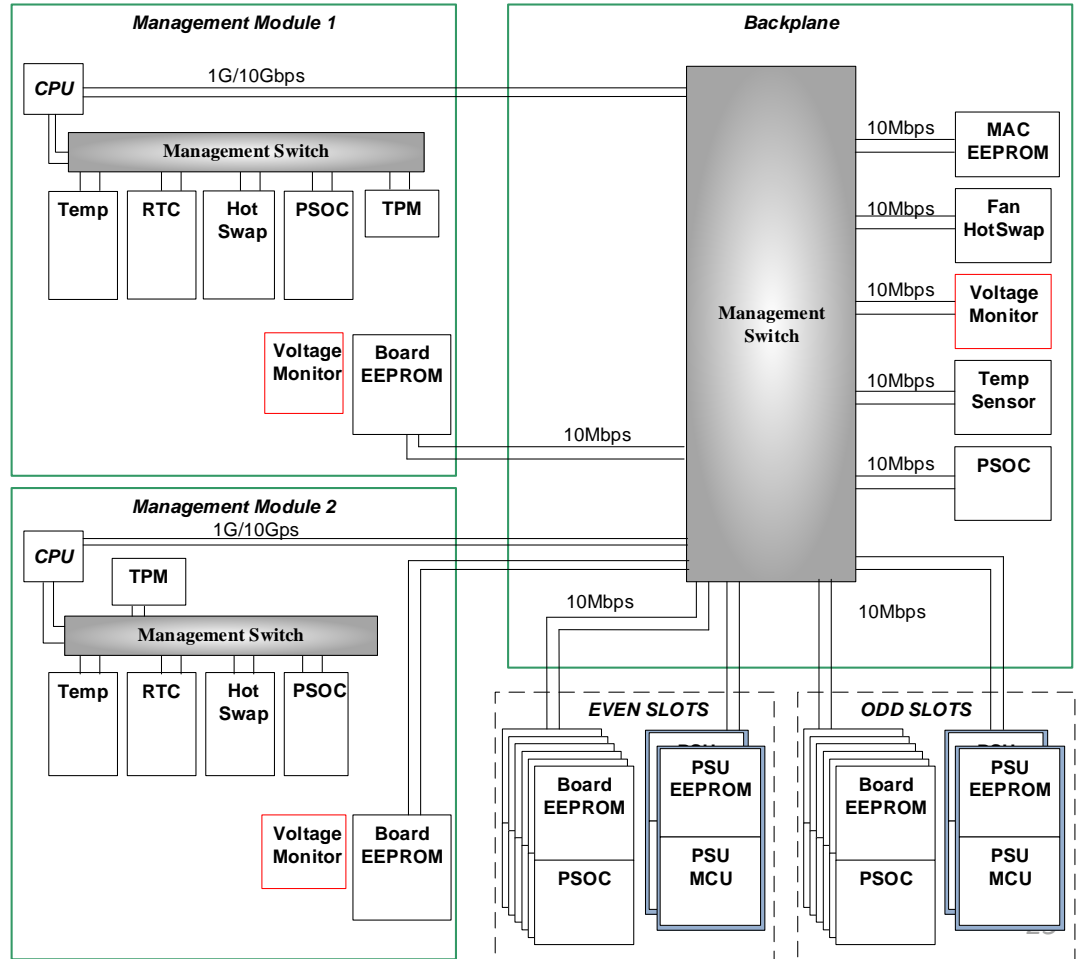 Management Module 1
CPU
1G/10Gbps
Management Switch
Temp
RTC
Hot
Swap
PSOC
TPM
Voltage
Monitor
Board
EEPROM
10Mbps
Management Module 2
1G/10Gps
CPU
TPM
Management Switch
Temp
RTC
Hot
Swap
PSOC
Voltage
Monitor
Board
EEPROM
Backplane
Management
Switch
10Mbps
MAC
EEPROM
10Mbps
Fan
HotSwap
10Mbps
Voltage
Monitor
10Mbps
Temp
Sensor
10Mbps
PSOC
10Mbps
10Mbps
EVEN SLOTS
Board
EEPROM
PSOC
PSU
EEPROM
PSU
MCU
ODD SLOTS
Board
EEPROM
PSOC
PSU
EEPROM
PSU
MCU